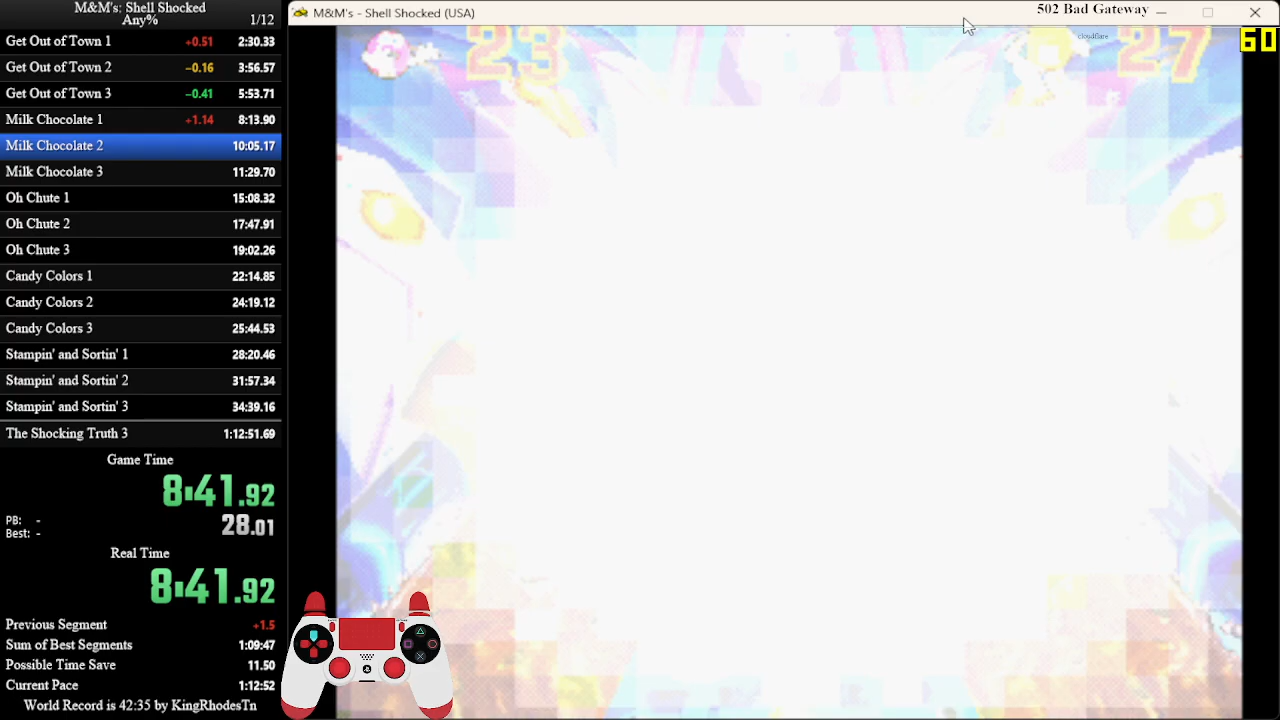 M&M's: Shell Shocked
Any% 1/12
Get Out of Town 1 +0.51 2:30.33
Get Out of Town 2 −0.16 3:56.57
Get Out of Town 3 −0.41 5:53.71
Milk Chocolate 1 +1.14 8:13.90
Milk Chocolate 2 10:05.17
Milk Chocolate 3 11:29.70
Oh Chute 1 15:08.32
Oh Chute 2 17:47.91
Oh Chute 3 19:02.26
Candy Colors 1 22:14.85
Candy Colors 2 24:19.12
Candy Colors 3 25:44.53
Stampin' and Sortin' 1 28:20.46
Stampin' and Sortin' 2 31:57.34
Stampin' and Sortin' 3 34:39.16
The Shocking Truth 3 1:12:51.69
Game Time
8:41.92
PB: - 28.01
Best: -
Real Time
8:41.92
Previous Segment +1.5
Sum of Best Segments 1:09:47
Possible Time Save 11.50
Current Pace 1:12:52
World Record is 42:35 by KingRhodesTn
M&M's - Shell Shocked (USA)
502 Bad Gateway
cloudflare
60
23 27